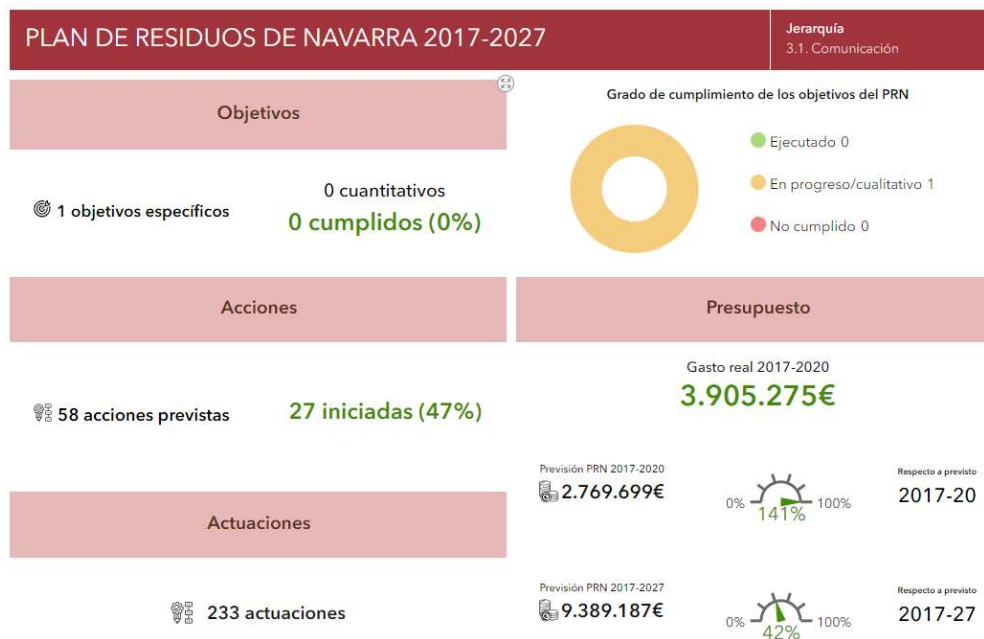 PLAN DE RESIDUOS DE NAVARRA 2017-2027
Jerarquía
3.1. Comunicación
Objetivos
1 objetivos específicos
0 cuantitativos
0 cumplidos (0%)
Grado de cumplimiento de los objetivos del PRN
Ejecutado 0
En progreso/cualitativo 1
No cumplido 0
Acciones
58 acciones previstas
27 iniciadas (47%)
Presupuesto
Gasto real 2017-2020
3.905.275€
Previsión PRN 2017-2020
2.769.699€
0%
141%
100%
Respecto a previsto
2017-20
Actuaciones
233 actuaciones
Previsión PRN 2017-2027
9.389.187€
0%
42%
100%
Respecto a previsto
2017-27